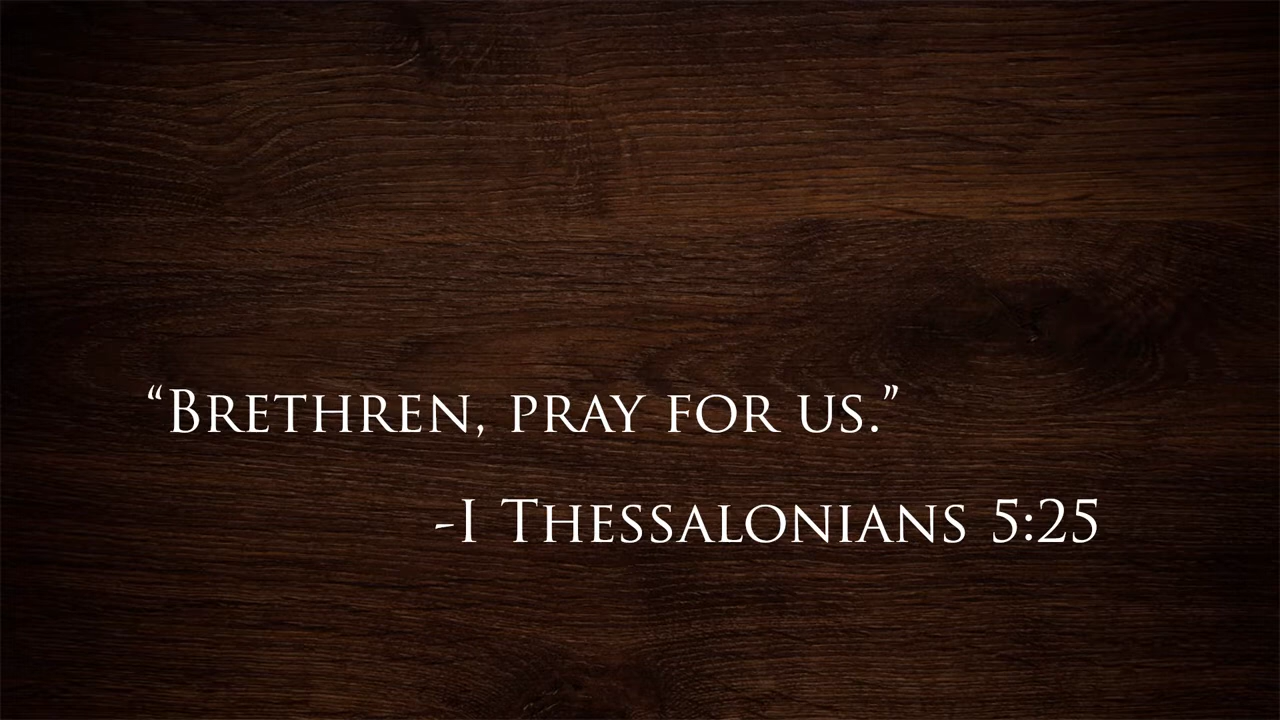 “Brethren, pray for us.”
-I Thessalonians 5:25